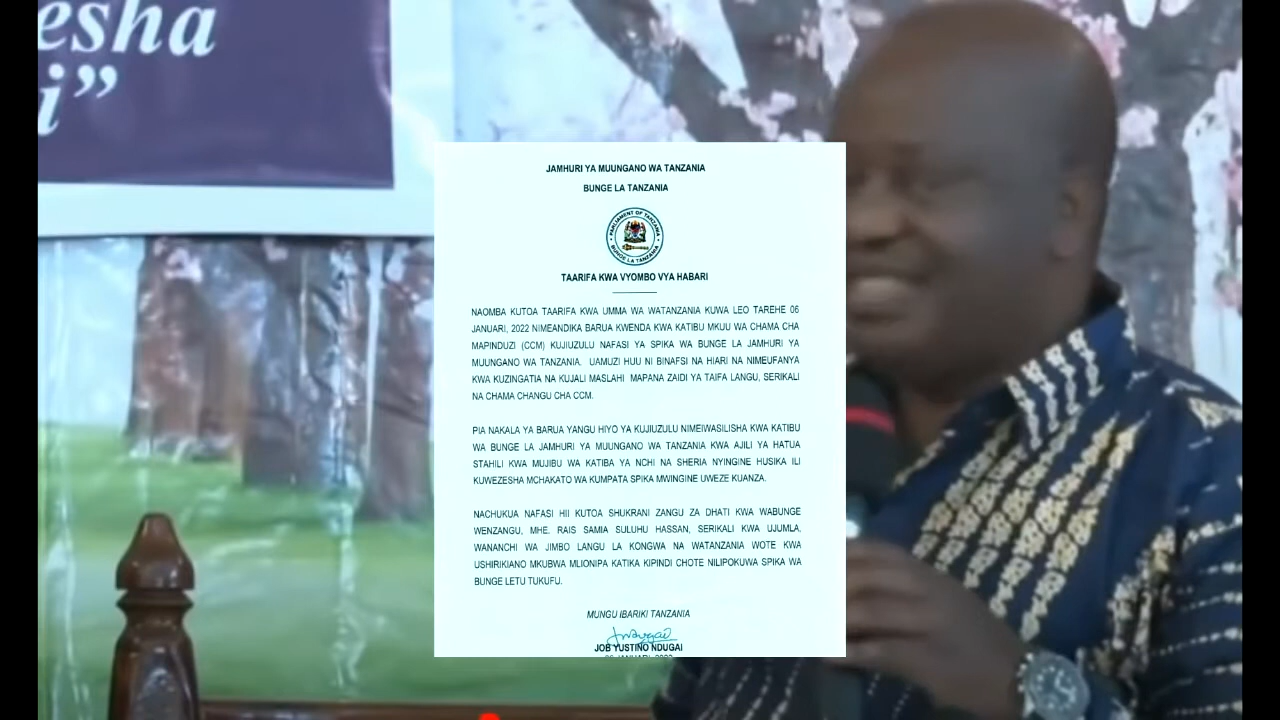 esha
i”
JAMHURI YA MUUNGANO WA TANZANIA
BUNGE LA TANZANIA
PARLIAMENT OF TANZANIA
BUNGE LA TANZANIA
TAARIFA KWA VYOMBO VYA HABARI
NAOMBA KUTOA TAARIFA KWA UMMA WA WATANZANIA KUWA LEO TAREHE 06
JANUARI, 2022 NIMEANDIKA BARUA KWENDA KWA KATIBU MKUU WA CHAMA CHA
MAPINDUZI (CCM) KUJIUZULU NAFASI YA SPIKA WA BUNGE LA JAMHURI YA
MUUNGANO WA TANZANIA. UAMUZI HUU NI BINAFSI NA HIARI NA NIMEUFANYA
KWA KUZINGATIA NA KUJALI MASLAHI MAPANA ZAIDI YA TAIFA LANGU, SERIKALI
NA CHAMA CHANGU CHA CCM.
PIA NAKALA YA BARUA YANGU HIYO YA KUJIUZULU NIMEIWASILISHA KWA KATIBU
WA BUNGE LA JAMHURI YA MUUNGANO WA TANZANIA KWA AJILI YA HATUA
STAHILI KWA MUJIBU WA KATIBA YA NCHI NA SHERIA NYINGINE HUSIKA ILI
KUWEZESHA MCHAKATO WA KUMPATA SPIKA MWINGINE UWEZE KUANZA.
NACHUKUA NAFASI HII KUTOA SHUKRANI ZANGU ZA DHATI KWA WABUNGE
WENZANGU, MHE. RAIS SAMIA SULUHU HASSAN, SERIKALI KWA UJUMLA,
WANANCHI WA JIMBO LANGU LA KONGWA NA WATANZANIA WOTE KWA
USHIRIKIANO MKUBWA MLIONIPA KATIKA KIPINDI CHOTE NILIPOKUWA SPIKA WA
BUNGE LETU TUKUFU.
MUNGU IBARIKI TANZANIA
JOB YUSTINO NDUGAI